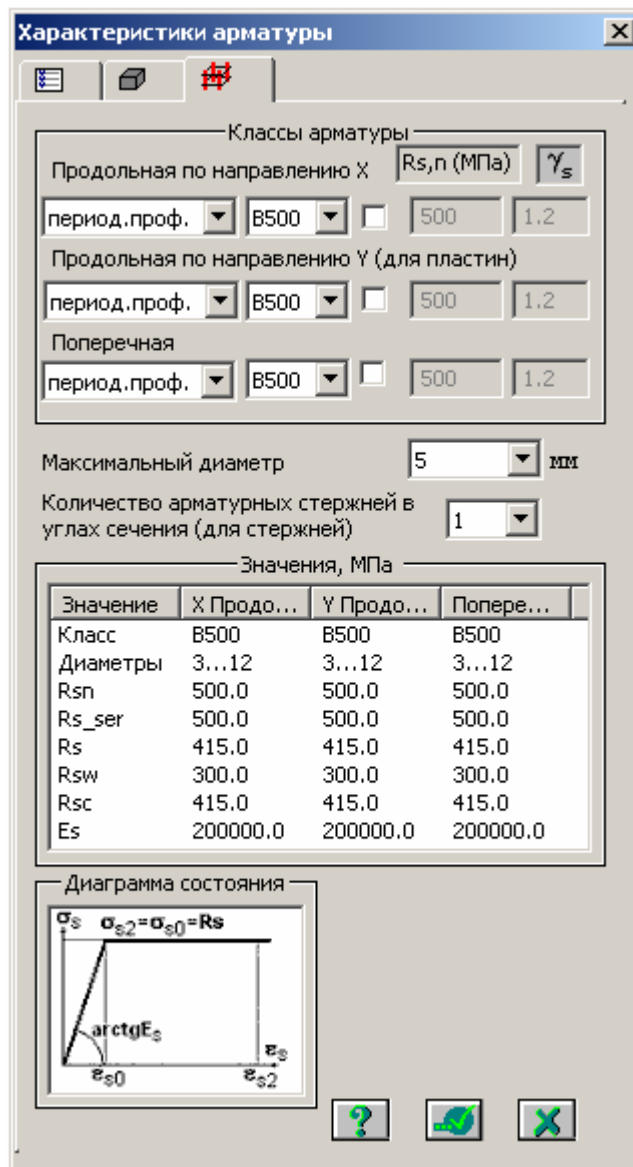 Характеристики арматуры
Классы арматуры
Продольная по направлению X Rs,n (МПа) γs
период.проф. B500 500 1.2
Продольная по направлению Y (для пластин)
период.проф. B500 500 1.2
Поперечная
период.проф. B500 500 1.2
Максимальный диаметр 5 мм
Количество арматурных стержней в
углах сечения (для стержней) 1
Значения, МПа
Значение X Продо... Y Продо... Попере...
Класс B500 B500 B500
Диаметры 3...12 3...12 3...12
Rsn 500.0 500.0 500.0
Rs_ser 500.0 500.0 500.0
Rs 415.0 415.0 415.0
Rsw 300.0 300.0 300.0
Rsc 415.0 415.0 415.0
Es 200000.0 200000.0 200000.0
Диаграмма состояния
σs σs2=σs0=Rs
arctgEs
εs
εs0 εs2
?